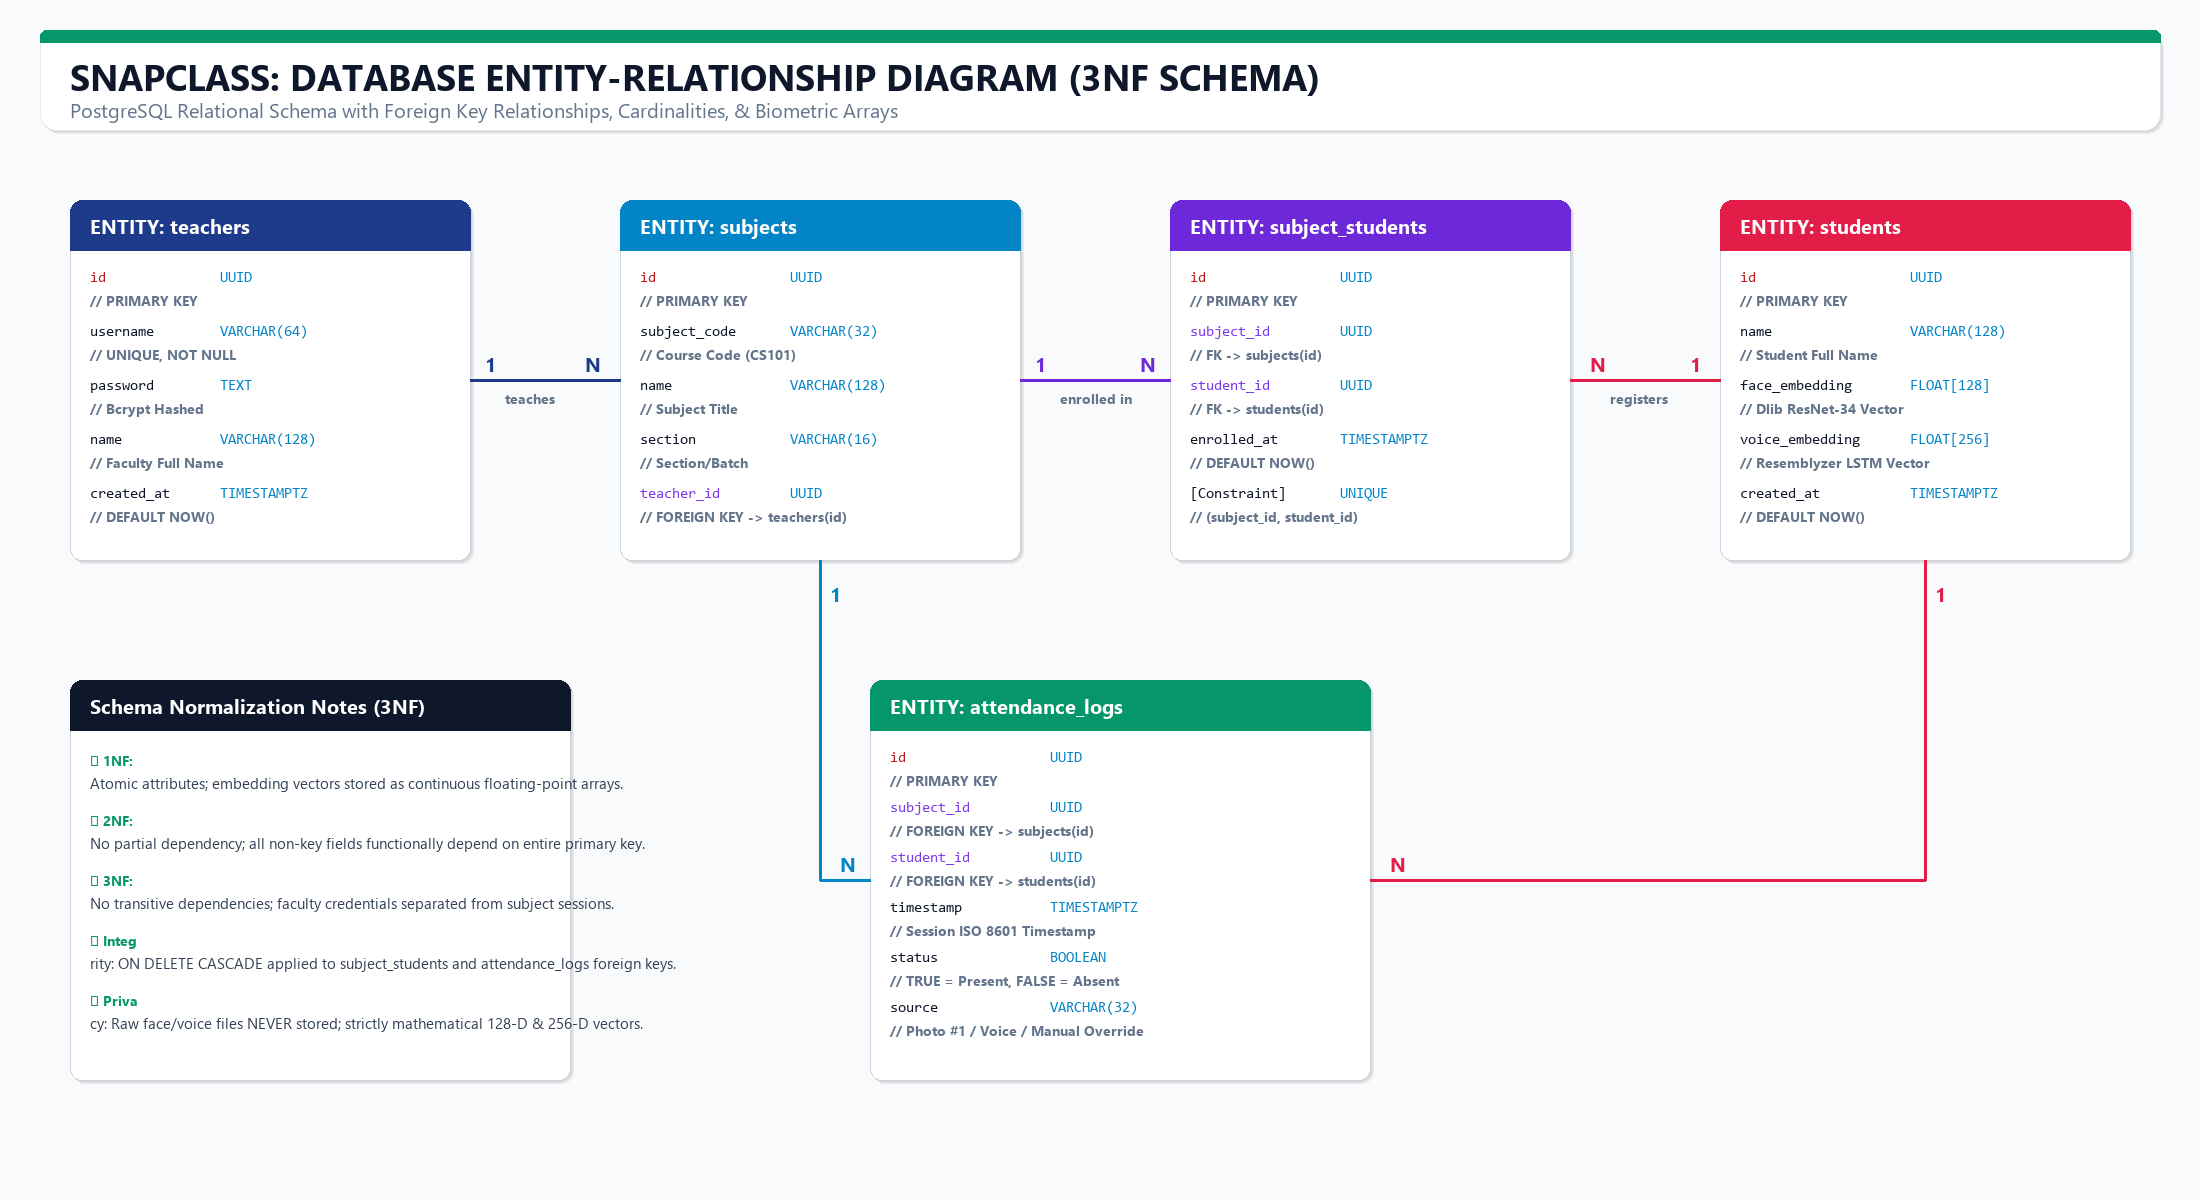 SNAPCLASS: DATABASE ENTITY-RELATIONSHIP DIAGRAM (3NF SCHEMA)
PostgreSQL Relational Schema with Foreign Key Relationships, Cardinalities, & Biometric Arrays
ENTITY: teachers
id UUID
// PRIMARY KEY
username VARCHAR(64)
// UNIQUE, NOT NULL
password TEXT
// Bcrypt Hashed
name VARCHAR(128)
// Faculty Full Name
created_at TIMESTAMPTZ
// DEFAULT NOW()
1 N
teaches
ENTITY: subjects
id UUID
// PRIMARY KEY
subject_code VARCHAR(32)
// Course Code (CS101)
name VARCHAR(128)
// Subject Title
section VARCHAR(16)
// Section/Batch
teacher_id UUID
// FOREIGN KEY -> teachers(id)
1 N
enrolled in
ENTITY: subject_students
id UUID
// PRIMARY KEY
subject_id UUID
// FK -> subjects(id)
student_id UUID
// FK -> students(id)
enrolled_at TIMESTAMPTZ
// DEFAULT NOW()
[Constraint] UNIQUE
// (subject_id, student_id)
N 1
registers
ENTITY: students
id UUID
// PRIMARY KEY
name VARCHAR(128)
// Student Full Name
face_embedding FLOAT[128]
// Dlib ResNet-34 Vector
voice_embedding FLOAT[256]
// Resemblyzer LSTM Vector
created_at TIMESTAMPTZ
// DEFAULT NOW()
1
1
Schema Normalization Notes (3NF)
1NF:
Atomic attributes; embedding vectors stored as continuous floating-point arrays.
2NF:
No partial dependency; all non-key fields functionally depend on entire primary key.
3NF:
No transitive dependencies; faculty credentials separated from subject sessions.
Integ
rity: ON DELETE CASCADE applied to subject_students and attendance_logs foreign keys.
Priva
cy: Raw face/voice files NEVER stored; strictly mathematical 128-D & 256-D vectors.
N
ENTITY: attendance_logs
id UUID
// PRIMARY KEY
subject_id UUID
// FOREIGN KEY -> subjects(id)
student_id UUID
// FOREIGN KEY -> students(id)
timestamp TIMESTAMPTZ
// Session ISO 8601 Timestamp
status BOOLEAN
// TRUE = Present, FALSE = Absent
source VARCHAR(32)
// Photo #1 / Voice / Manual Override
N